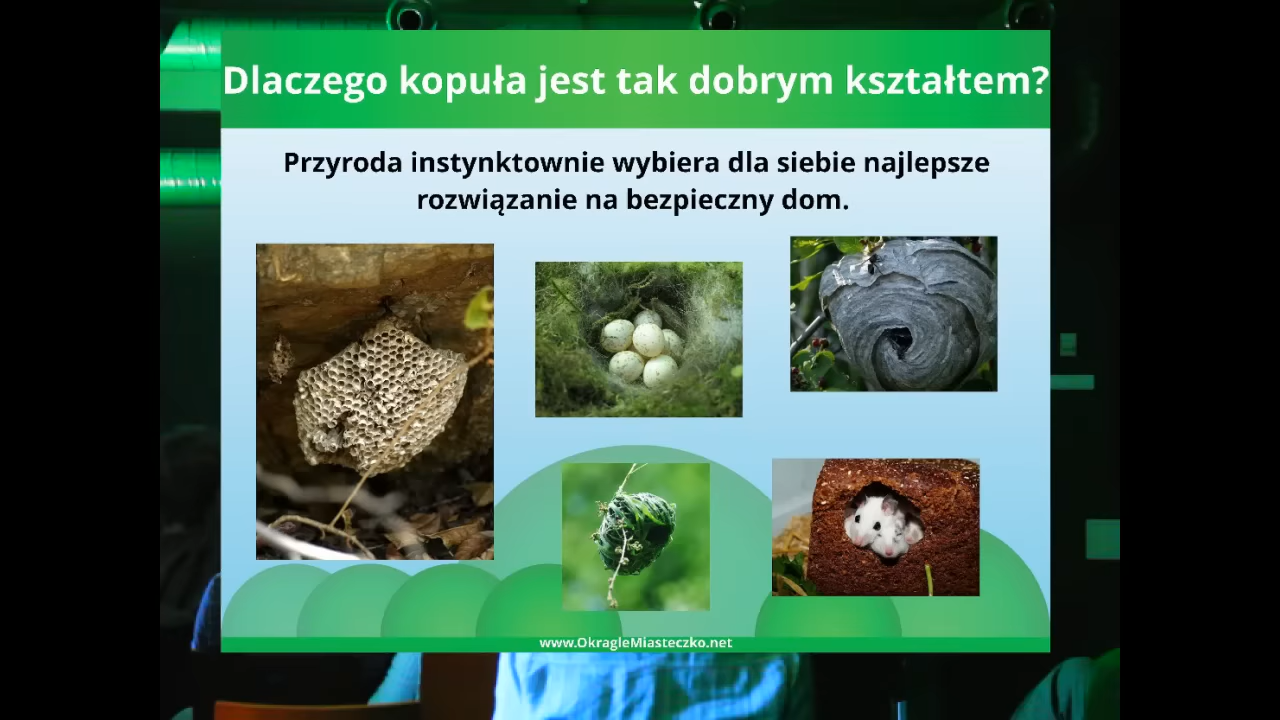 Dlaczego kopuła jest tak dobrym kształtem?
Przyroda instynktownie wybiera dla siebie najlepsze
rozwiązanie na bezpieczny dom.
www.OkragleMiasteczko.net